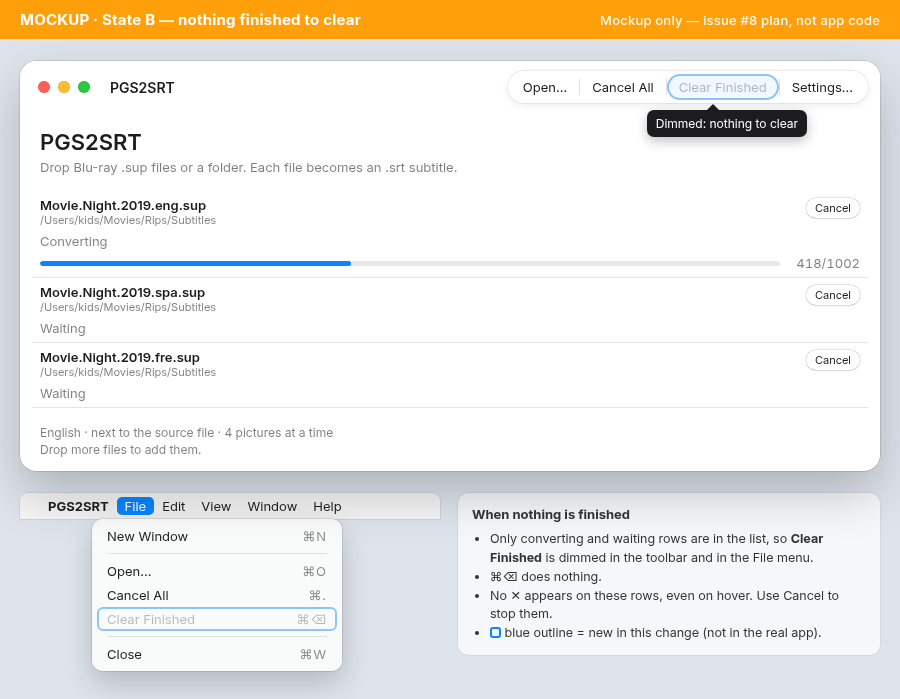 MOCKUP · State B — nothing finished to clear
Mockup only — Issue #8 plan, not app code
PGS2SRT
Open...
Cancel All
Clear Finished
Settings...
Dimmed: nothing to clear
PGS2SRT
Drop Blu-ray .sup files or a folder. Each file becomes an .srt subtitle.
Movie.Night.2019.eng.sup
Cancel
/Users/kids/Movies/Rips/Subtitles
Converting
418/1002
Movie.Night.2019.spa.sup
Cancel
/Users/kids/Movies/Rips/Subtitles
Waiting
Movie.Night.2019.fre.sup
Cancel
/Users/kids/Movies/Rips/Subtitles
Waiting
English · next to the source file · 4 pictures at a time
Drop more files to add them.
PGS2SRT File Edit View Window Help
New Window ⌘N
Open... ⌘O
Cancel All ⌘.
Clear Finished ⌘⌫
Close ⌘W
When nothing is finished
• Only converting and waiting rows are in the list, so Clear
Finished is dimmed in the toolbar and in the File menu.
• ⌘⌫ does nothing.
• No ✕ appears on these rows, even on hover. Use Cancel to
stop them.
• blue outline = new in this change (not in the real app).